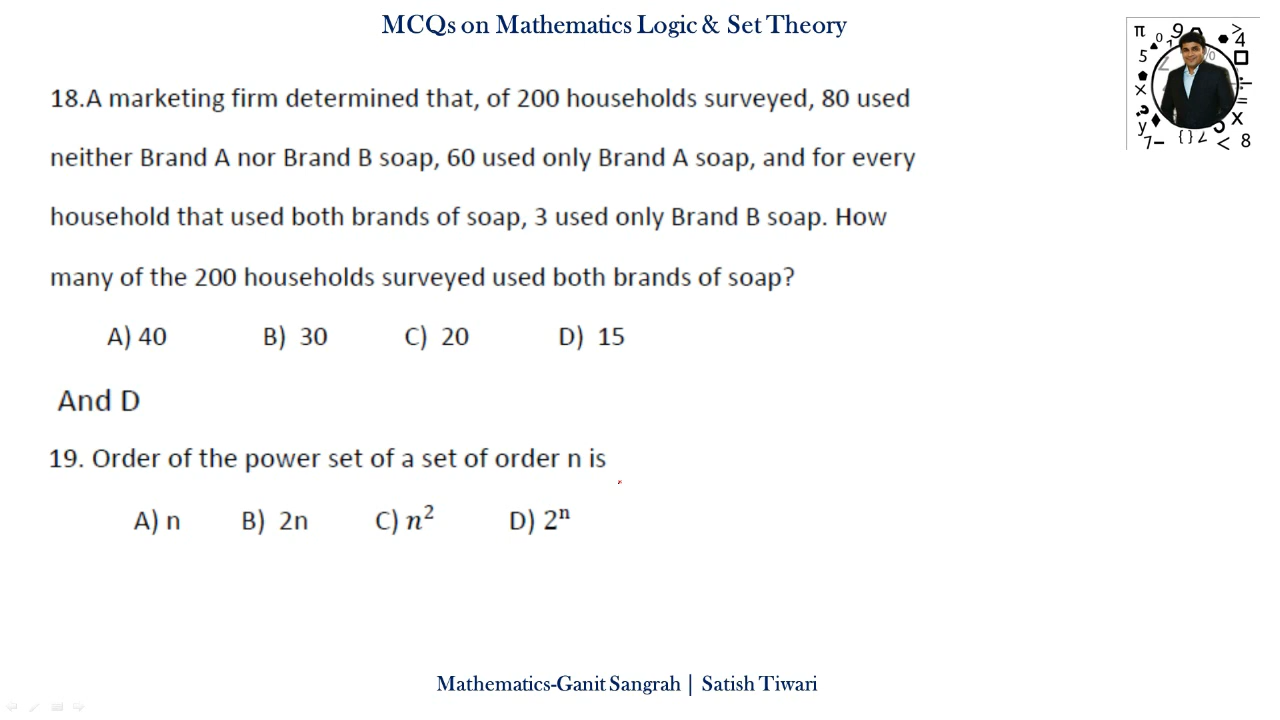 MCQs on Mathematics Logic & Set Theory
18.A marketing firm determined that, of 200 households surveyed, 80 used
neither Brand A nor Brand B soap, 60 used only Brand A soap, and for every
household that used both brands of soap, 3 used only Brand B soap. How
many of the 200 households surveyed used both brands of soap?
A) 40 B) 30 C) 20 D) 15
And D
19. Order of the power set of a set of order n is
A) n B) 2n C) n² D) 2ⁿ
Mathematics-Ganit Sangrah | Satish Tiwari